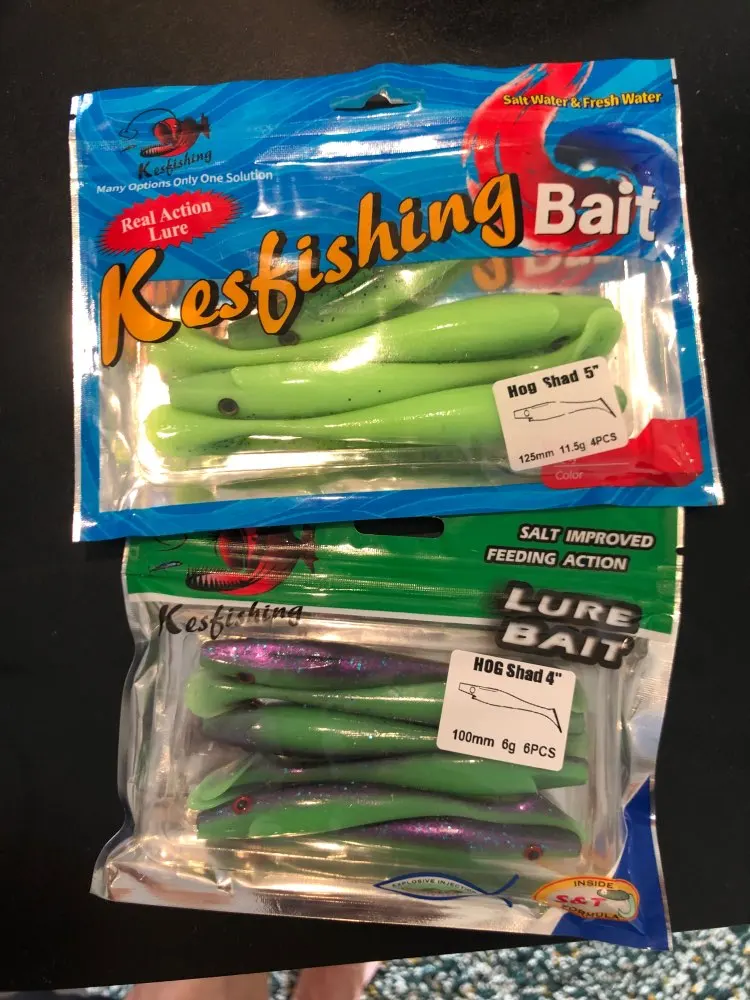 Salt Water & Fresh Water
Kesfishing
Many Options Only One Solution
Real Action
Lure
Kesfishing Bait
Hog Shad 5"
125mm 11.5g 4PCS
Color
SALT IMPROVED
FEEDING ACTION
Kesfishing
LURE
BAIT
HOG Shad 4"
100mm 6g 6PCS
EXPLOSIVE INJECTION
INSIDE
S&T
FORMULA